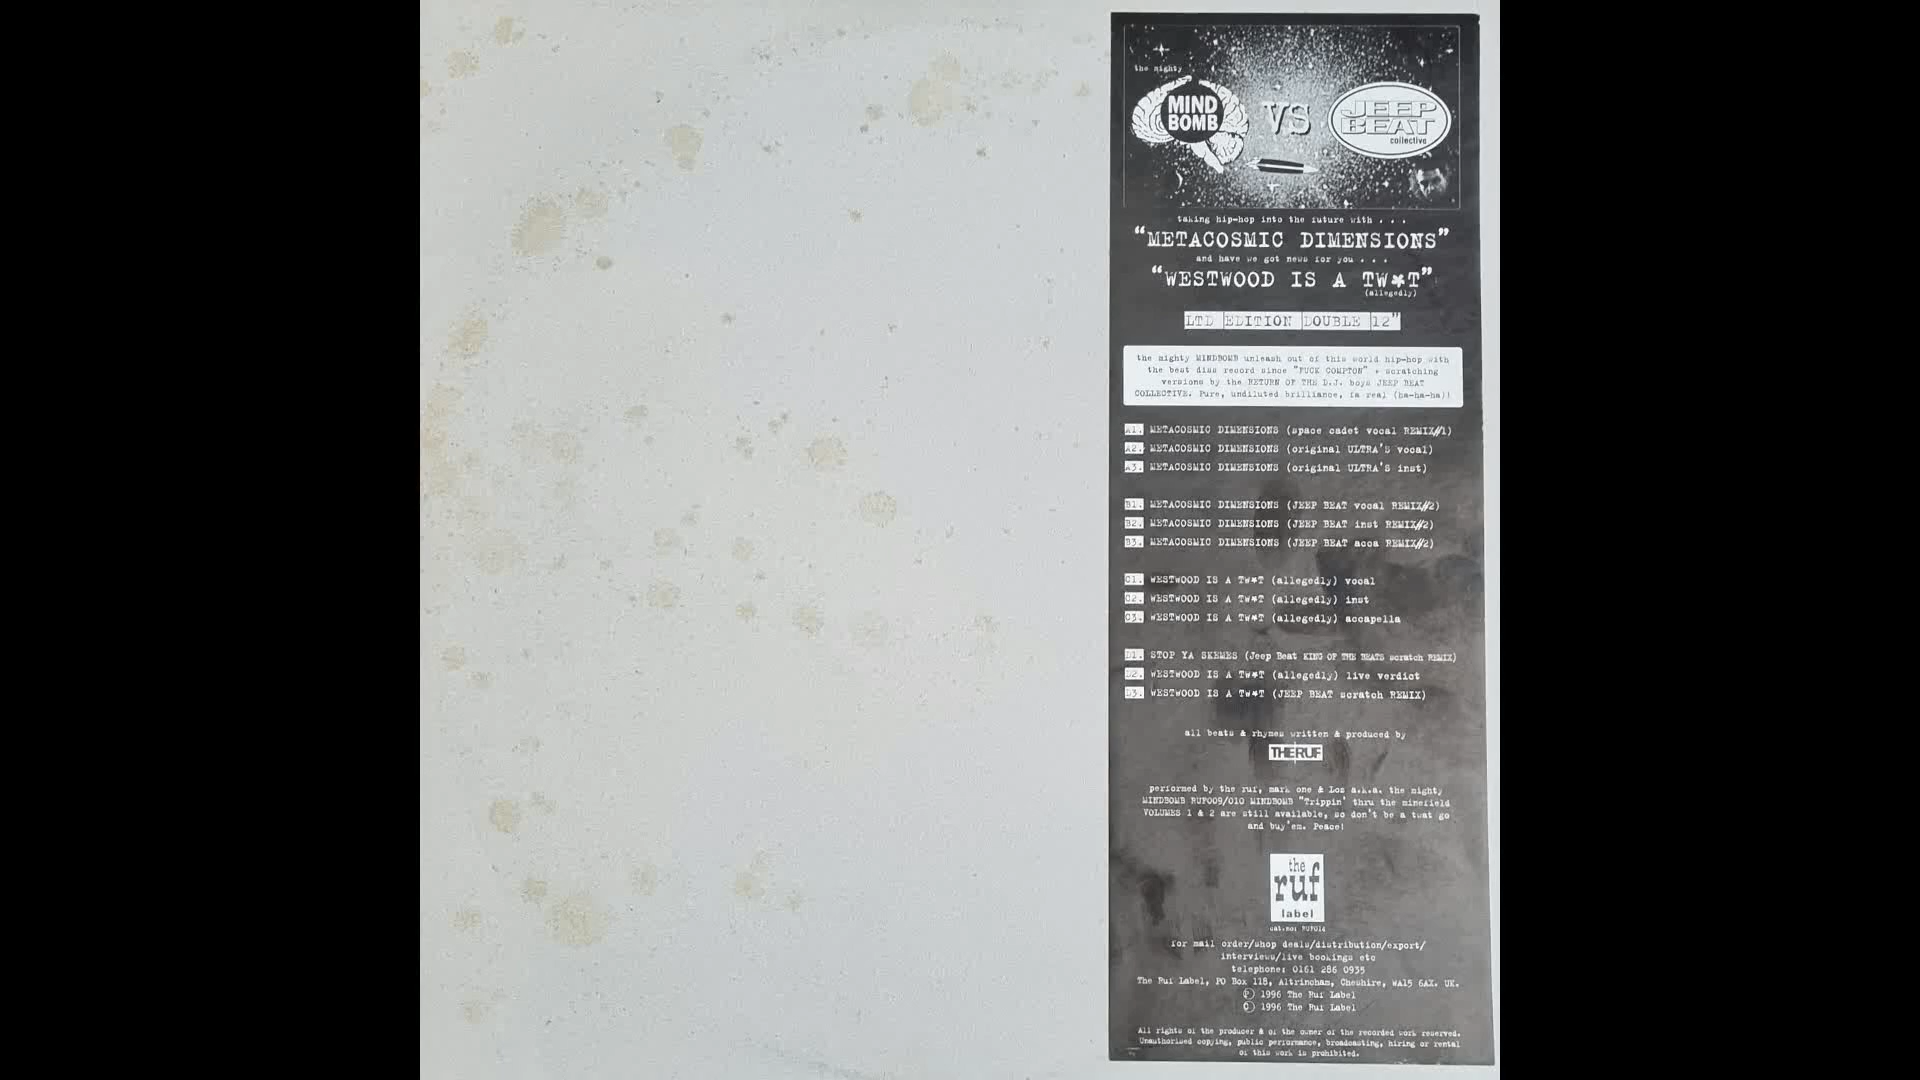 the mighty
MIND
BOMB
VS
JEEP
BEAT
collective
taking hip-hop into the future with . . .
“METACOSMIC DIMENSIONS”
and have we got news for you . . .
“WESTWOOD IS A TW*T”
(allegedly)
LTD EDITION DOUBLE 12"
the mighty MINDBOMB unleash out of this world hip-hop with
the best diss record since "FUCK COMPTON" + scratching
versions by the RETURN OF THE D.J. boys JEEP BEAT
COLLECTIVE. Pure, undiluted brilliance, fa real (ha-ha-ha)!
A1. METACOSMIC DIMENSIONS (space cadet vocal REMIX#1)
A2. METACOSMIC DIMENSIONS (original ULTRA'S vocal)
A3. METACOSMIC DIMENSIONS (original ULTRA'S inst)
B1. METACOSMIC DIMENSIONS (JEEP BEAT vocal REMIX#2)
B2. METACOSMIC DIMENSIONS (JEEP BEAT inst REMIX#2)
B3. METACOSMIC DIMENSIONS (JEEP BEAT acca REMIX#2)
C1. WESTWOOD IS A TW*T (allegedly) vocal
C2. WESTWOOD IS A TW*T (allegedly) inst
C3. WESTWOOD IS A TW*T (allegedly) accapella
D1. STOP YA SKEMES (Jeep Beat KING OF THE BEATS scratch REMIX)
D2. WESTWOOD IS A TW*T (allegedly) live verdict
D3. WESTWOOD IS A TW*T (JEEP BEAT scratch REMIX)
all beats & rhymes written & produced by
THERUF
performed by the ruf, mark one & Los a.k.a. the mighty
MINDBOMB RUF009/010 MINDBOMB "Trippin' thru the minefield
VOLUMES 1 & 2 are still available, so don't be a twat go
and buy'em. Peace!
the
ruf
label
cat.no: RUF014
for mail order/shop deals/distribution/export/
interviews/live bookings etc
telephone: 0161 286 0935
The Ruf Label, PO Box 118, Altrincham, Cheshire, WA15 6AX. UK.
Ⓟ 1996 The Ruf Label
© 1996 The Ruf Label
All rights of the producer & of the owner of the recorded work reserved.
Unauthorised copying, public performance, broadcasting, hiring or rental
of this work is prohibited.